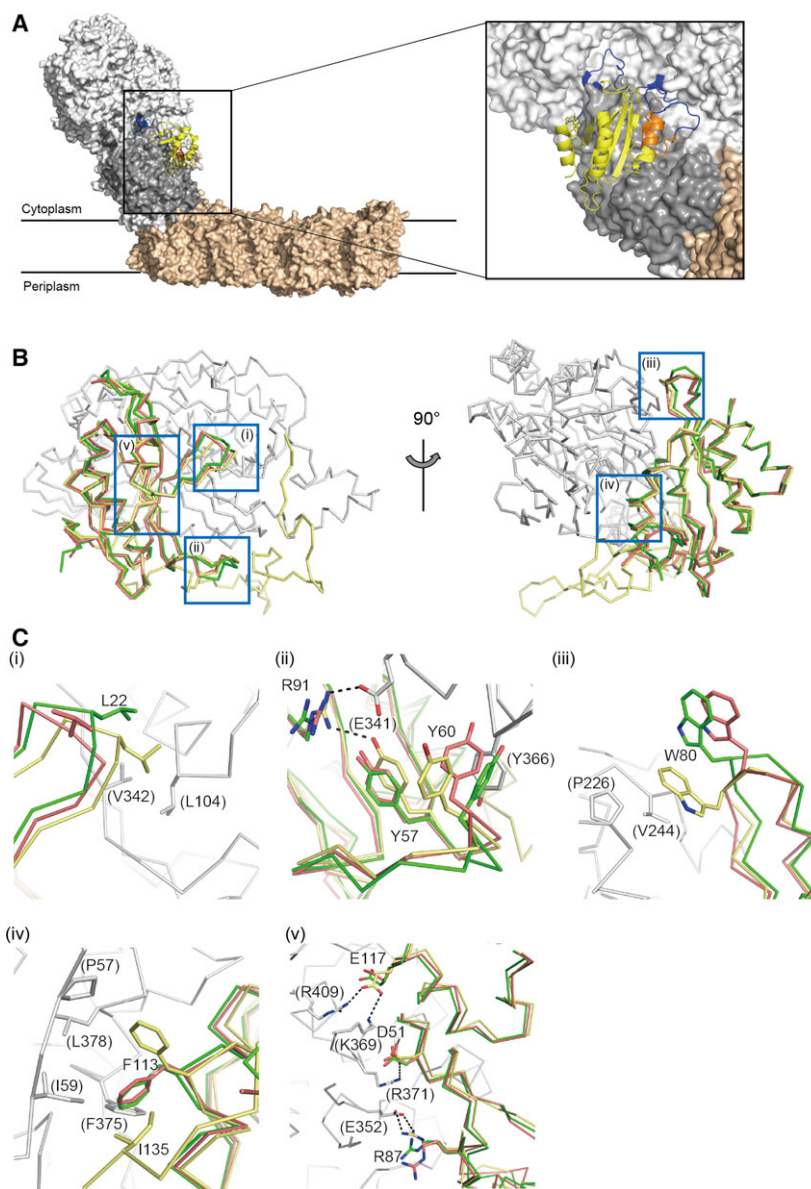 A
Cytoplasm
Periplasm
B
(v)
(i)
(ii)
90°
(iii)
(iv)
C
(i)
L22
(V342)
(L104)
(ii)
R91
(E341)
Y60
(Y366)
Y57
(iii)
W80
(P226)
(V244)
(iv)
(P57)
(L378)
F113
(I59)
(F375)
I135
(v)
E117
(R409)
(K369)
D51
(R371)
(E352)
R87